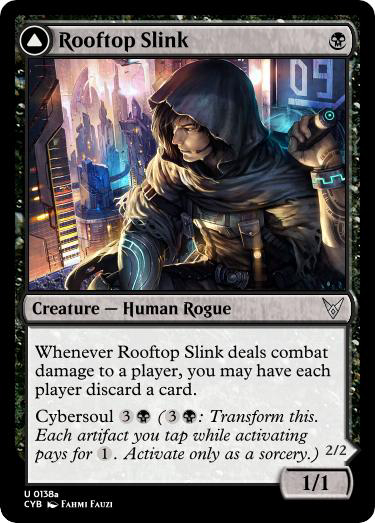 Rooftop Slink
09
Creature — Human Rogue
Whenever Rooftop Slink deals combat
damage to a player, you may have each
player discard a card.
Cybersoul 3 (3: Transform this.
Each artifact you tap while activating
pays for 1. Activate only as a sorcery.) 2/2
1/1
U 0138a
CYB Fahmi Fauzi